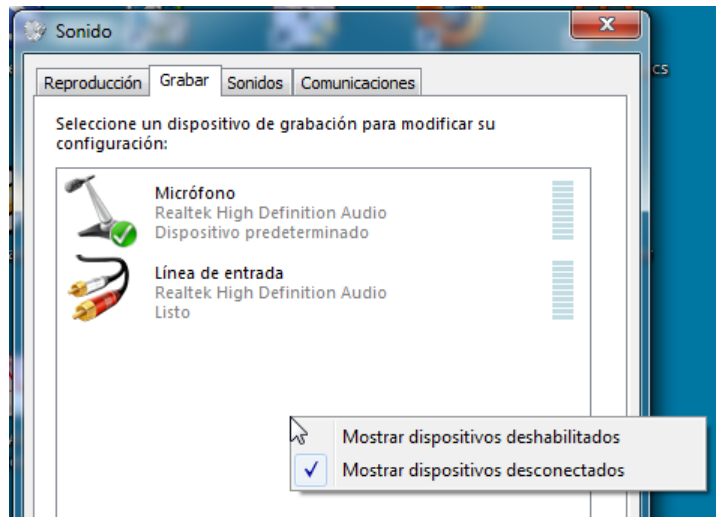 Sonido
cs
Reproducción Grabar Sonidos Comunicaciones
Seleccione un dispositivo de grabación para modificar su
configuración:
Micrófono
Realtek High Definition Audio
Dispositivo predeterminado
Línea de entrada
Realtek High Definition Audio
Listo
Mostrar dispositivos deshabilitados
Mostrar dispositivos desconectados